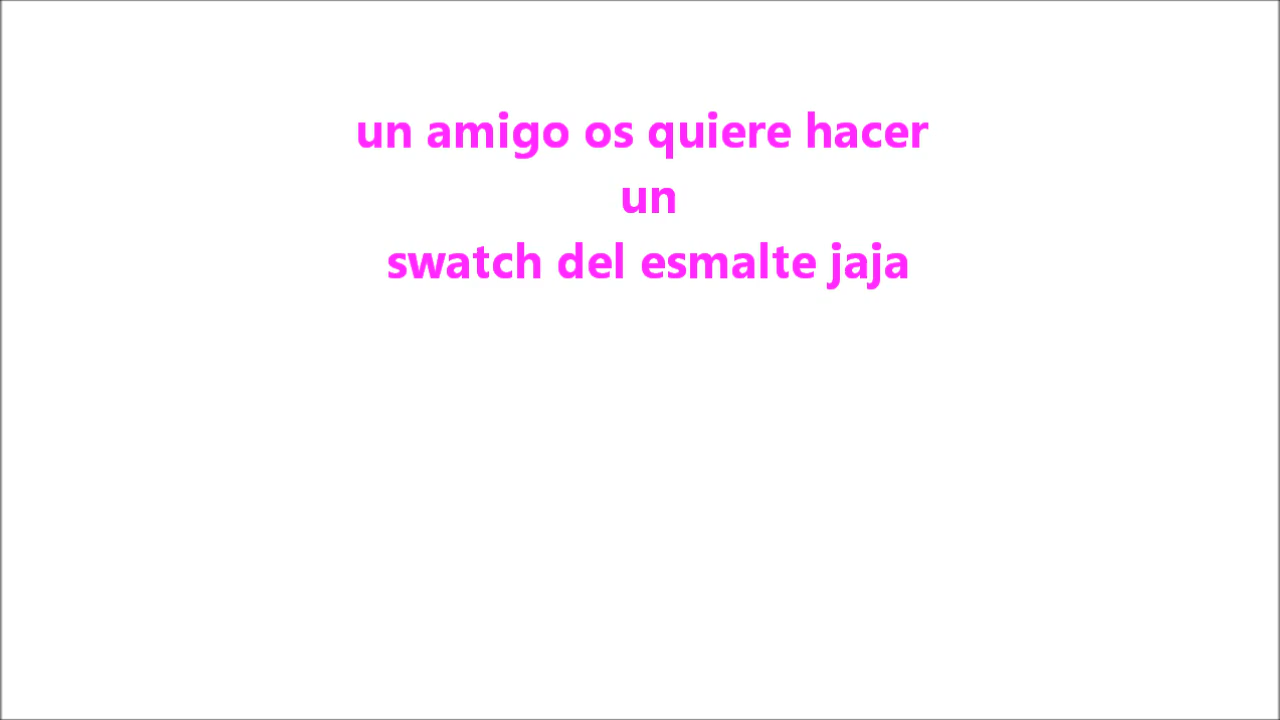 un amigo os quiere hacer
un
swatch del esmalte jaja